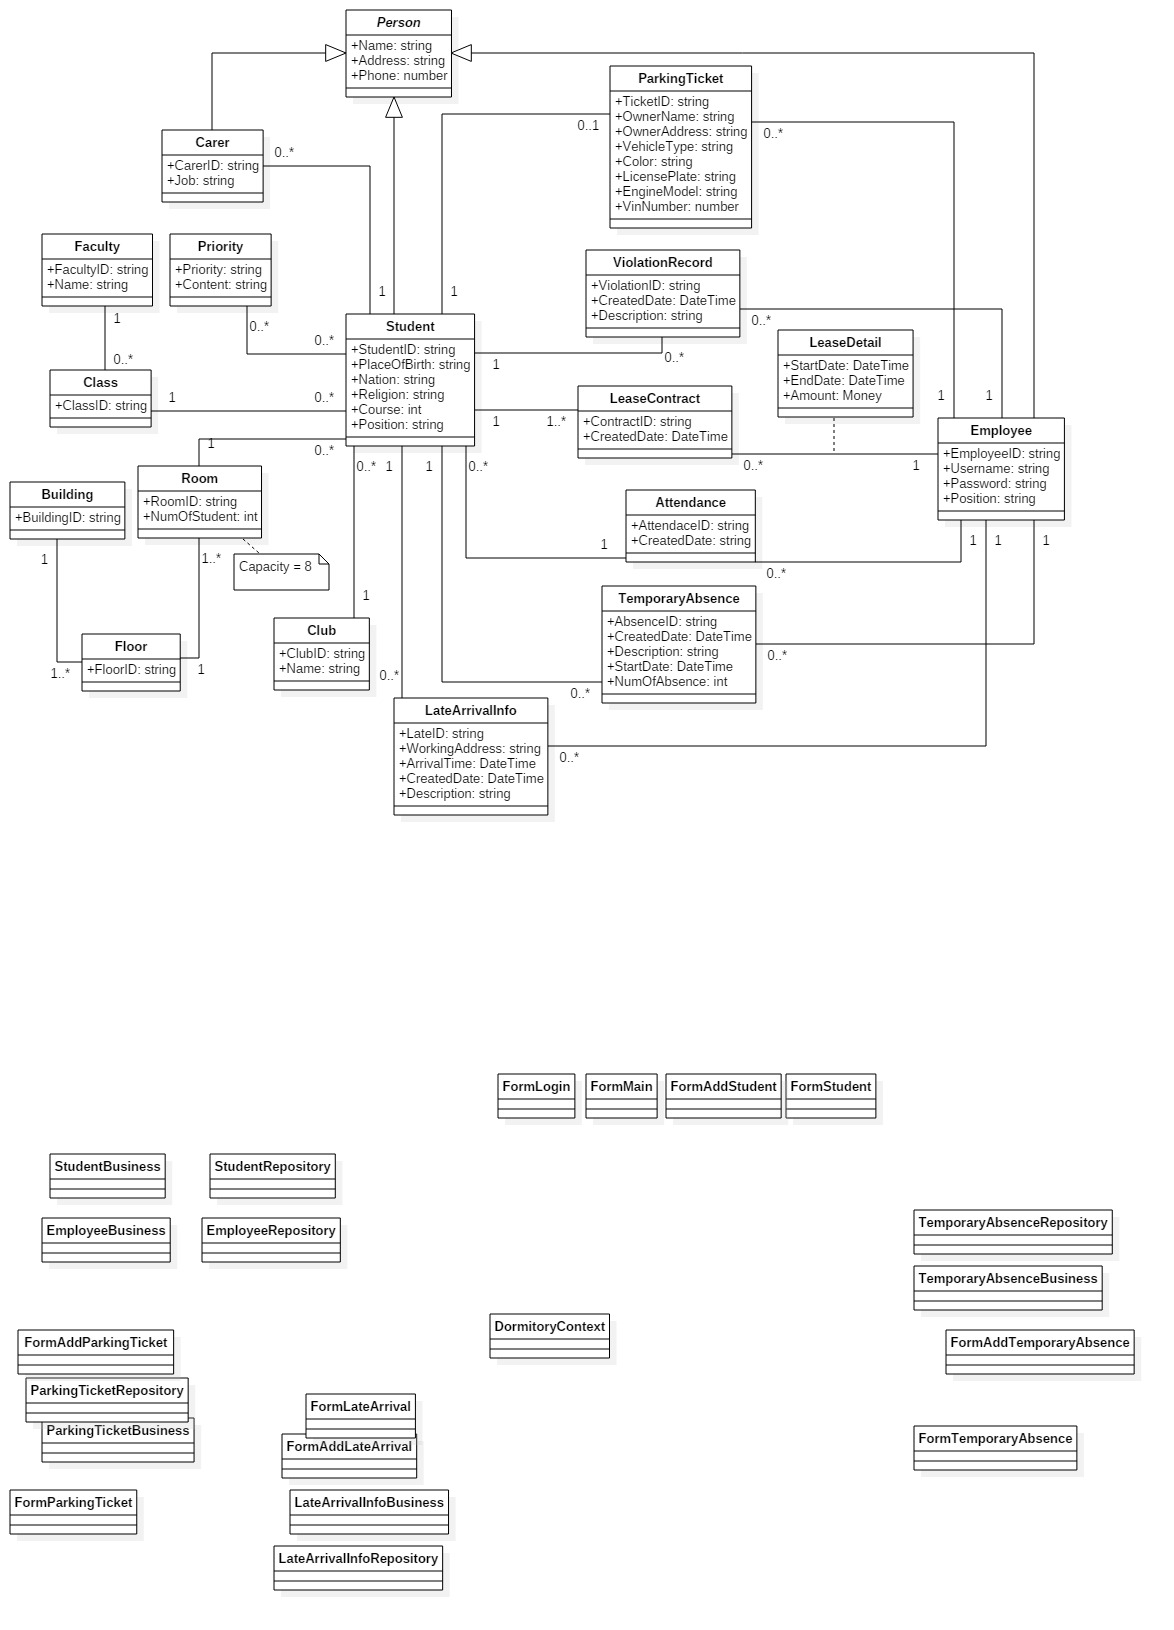 Person
+Name: string
+Address: string
+Phone: number
ParkingTicket
+TicketID: string
+OwnerName: string
+OwnerAddress: string
+VehicleType: string
+Color: string
+LicensePlate: string
+EngineModel: string
+VinNumber: number
0..1
0..*
Carer
+CarerID: string
+Job: string
0..*
Faculty
+FacultyID: string
+Name: string
Priority
+Priority: string
+Content: string
ViolationRecord
+ViolationID: string
+CreatedDate: DateTime
+Description: string
1
1
0..*
0..*
1
0..*
0..*
LeaseDetail
+StartDate: DateTime
+EndDate: DateTime
+Amount: Money
Student
+StudentID: string
+PlaceOfBirth: string
+Nation: string
+Religion: string
+Course: int
+Position: string
0..*
1
Class
+ClassID: string
1
0..*
LeaseContract
+ContractID: string
+CreatedDate: DateTime
1
1..*
1
1
Employee
+EmployeeID: string
+Username: string
+Password: string
+Position: string
1
0..*
0..*
1
0..*
1
1
0..*
Building
+BuildingID: string
Room
+RoomID: string
+NumOfStudent: int
Attendance
+AttendaceID: string
+CreatedDate: string
1
1
1
1
1
1..*
Capacity = 8
0..*
TemporaryAbsence
+AbsenceID: string
+CreatedDate: DateTime
+Description: string
+StartDate: DateTime
+NumOfAbsence: int
1
Club
+ClubID: string
+Name: string
Floor
+FloorID: string
0..*
1..*
1
0..*
0..*
LateArrivalInfo
+LateID: string
+WorkingAddress: string
+ArrivalTime: DateTime
+CreatedDate: DateTime
+Description: string
0..*
FormLogin
FormMain
FormAddStudent
FormStudent
StudentBusiness
StudentRepository
EmployeeBusiness
EmployeeRepository
TemporaryAbsenceRepository
TemporaryAbsenceBusiness
DormitoryContext
FormAddParkingTicket
FormAddTemporaryAbsence
ParkingTicketRepository
ParkingTicketBusiness
FormLateArrival
FormAddLateArrival
FormTemporaryAbsence
FormParkingTicket
LateArrivalInfoBusiness
LateArrivalInfoRepository